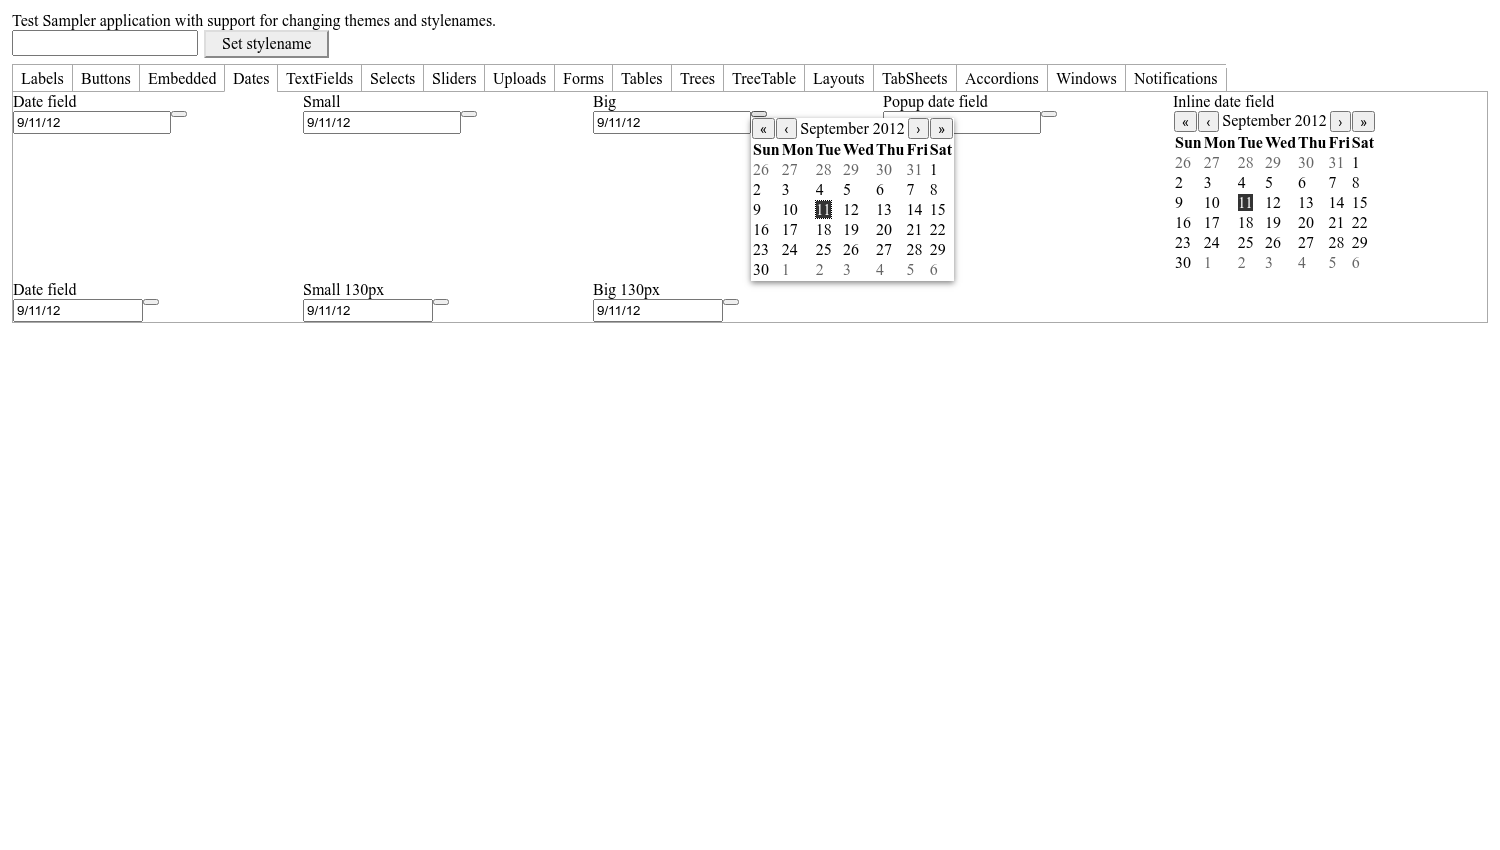 Test Sampler application with support for changing themes and stylenames.
Set stylename
Labels Buttons Embedded Dates TextFields Selects Sliders Uploads Forms Tables Trees TreeTable Layouts TabSheets Accordions Windows Notifications
Date field Small Big Popup date field Inline date field
9/11/12 9/11/12 9/11/12
« ‹ September 2012 › »
Sun Mon Tue Wed Thu Fri Sat
26 27 28 29 30 31 1
2 3 4 5 6 7 8
9 10 11 12 13 14 15
16 17 18 19 20 21 22
23 24 25 26 27 28 29
30 1 2 3 4 5 6
« ‹ September 2012 › »
Sun Mon Tue Wed Thu Fri Sat
26 27 28 29 30 31 1
2 3 4 5 6 7 8
9 10 11 12 13 14 15
16 17 18 19 20 21 22
23 24 25 26 27 28 29
30 1 2 3 4 5 6
Date field Small 130px Big 130px
9/11/12 9/11/12 9/11/12